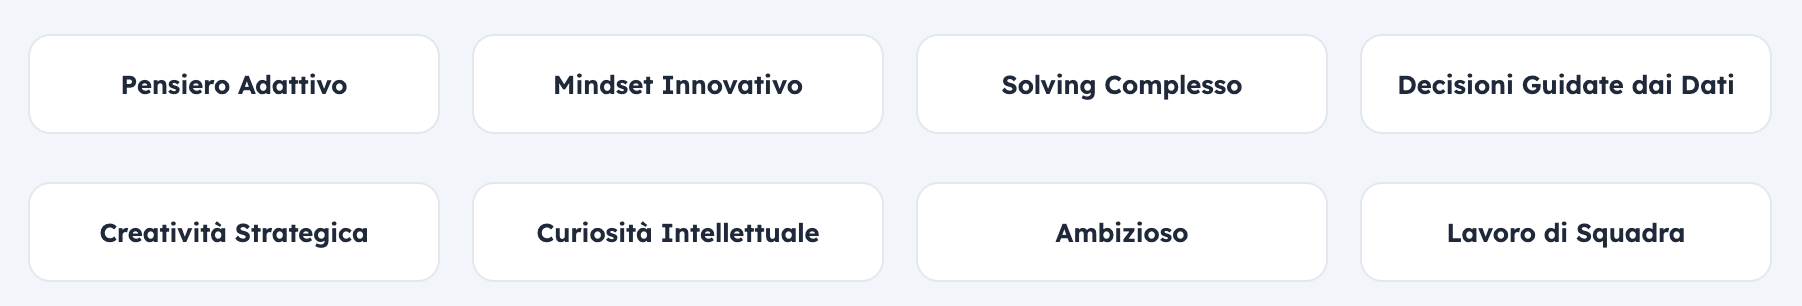 Pensiero Adattivo
Mindset Innovativo
Solving Complesso
Decisioni Guidate dai Dati
Creatività Strategica
Curiosità Intellettuale
Ambizioso
Lavoro di Squadra